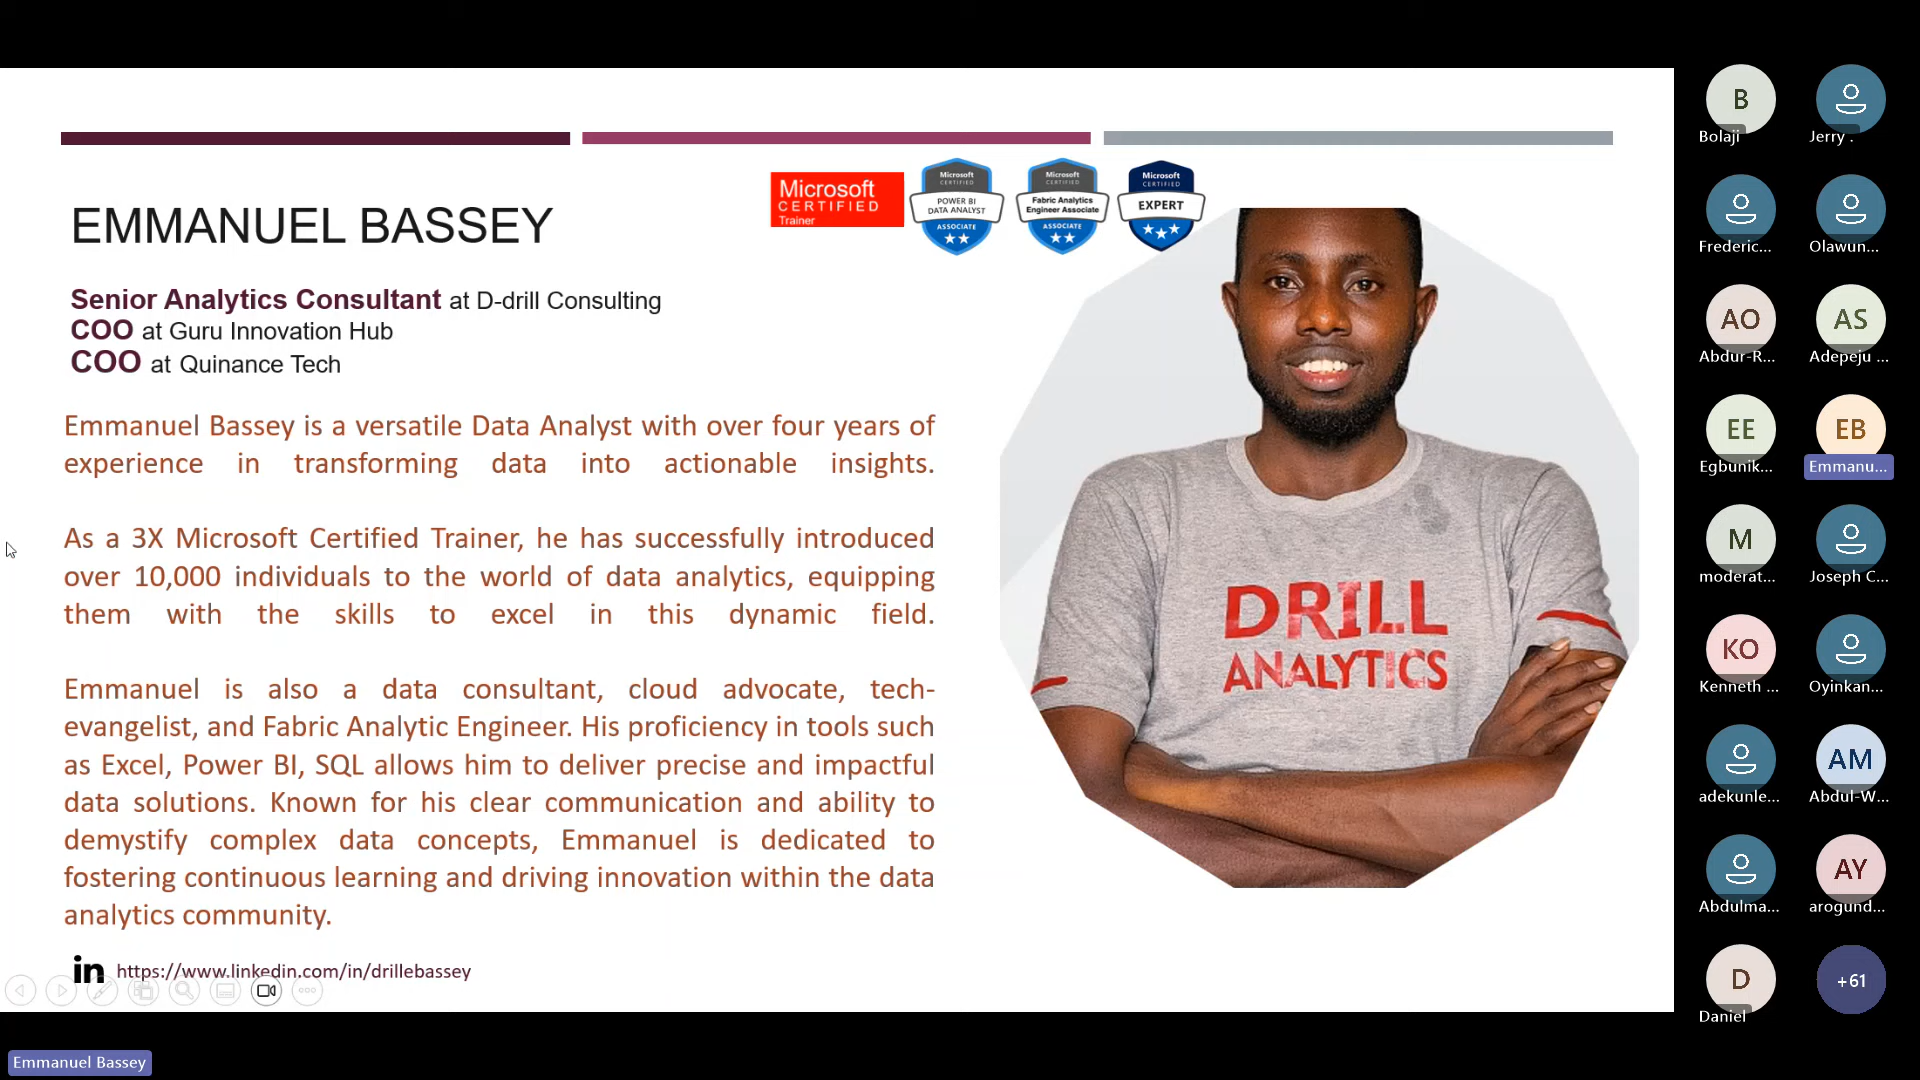 EMMANUEL BASSEY
Microsoft
CERTIFIED
Trainer
Microsoft
CERTIFIED
POWER BI
DATA ANALYST
ASSOCIATE
Microsoft
CERTIFIED
Fabric Analytics
Engineer Associate
ASSOCIATE
Microsoft
CERTIFIED
EXPERT
Senior Analytics Consultant at D-drill Consulting
COO at Guru Innovation Hub
COO at Quinance Tech
Emmanuel Bassey is a versatile Data Analyst with over four years of
experience in transforming data into actionable insights.
As a 3X Microsoft Certified Trainer, he has successfully introduced
over 10,000 individuals to the world of data analytics, equipping
them with the skills to excel in this dynamic field.
Emmanuel is also a data consultant, cloud advocate, tech-
evangelist, and Fabric Analytic Engineer. His proficiency in tools such
as Excel, Power BI, SQL allows him to deliver precise and impactful
data solutions. Known for his clear communication and ability to
demystify complex data concepts, Emmanuel is dedicated to
fostering continuous learning and driving innovation within the data
analytics community.
in https://www.linkedin.com/in/drillebassey
DRILL
ANALYTICS
B
Bolaji
Jerry .
Frederic...
Olawun...
AO
Abdur-R...
AS
Adepeju ...
EE
Egbunik...
EB
Emmanu...
M
moderat...
Joseph C...
KO
Kenneth ...
Oyinkan...
adekunle...
AM
Abdul-W...
Abdulma...
AY
arogund...
D
Daniel
+61
Emmanuel Bassey